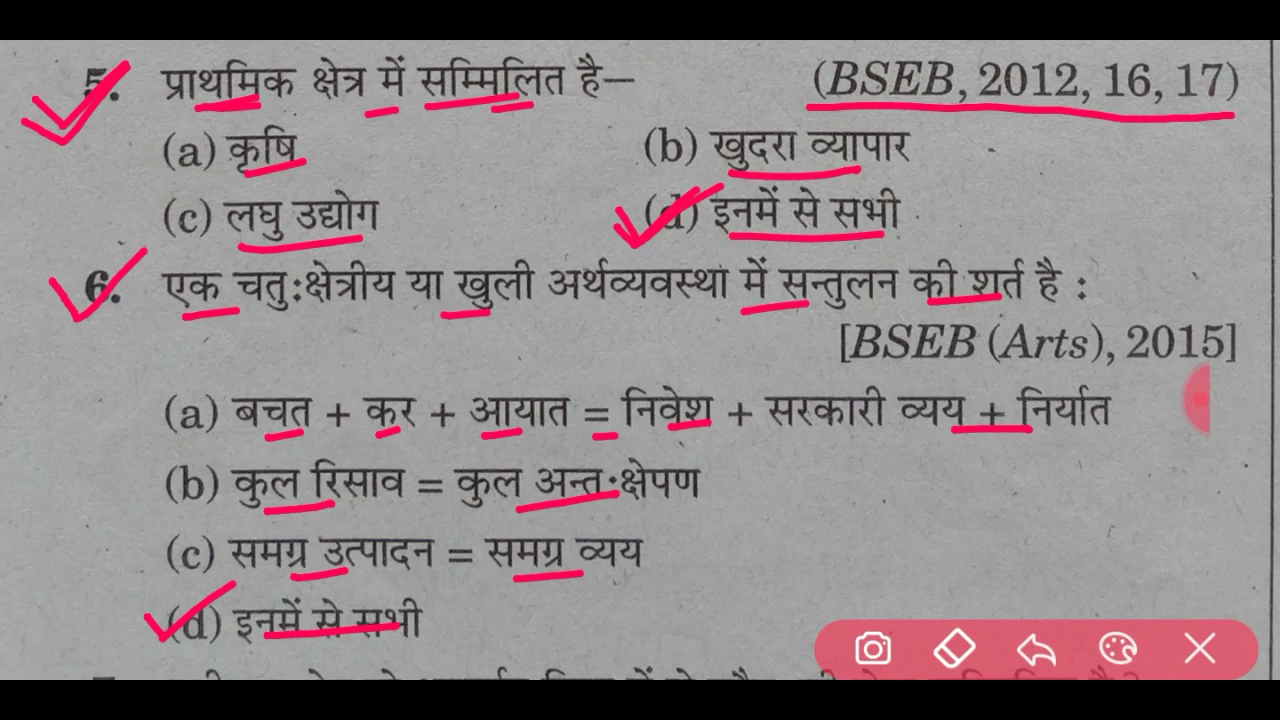 5. प्राथमिक क्षेत्र में सम्मिलित है— (BSEB, 2012, 16, 17)
(a) कृषि (b) खुदरा व्यापार
(c) लघु उद्योग (d) इनमें से सभी
6. एक चतु:क्षेत्रीय या खुली अर्थव्यवस्था में सन्तुलन की शर्त है :
[BSEB (Arts), 2015]
(a) बचत + कर + आयात = निवेश + सरकारी व्यय + निर्यात
(b) कुल रिसाव = कुल अन्त:क्षेपण
(c) समग्र उत्पादन = समग्र व्यय
(d) इनमें से सभी